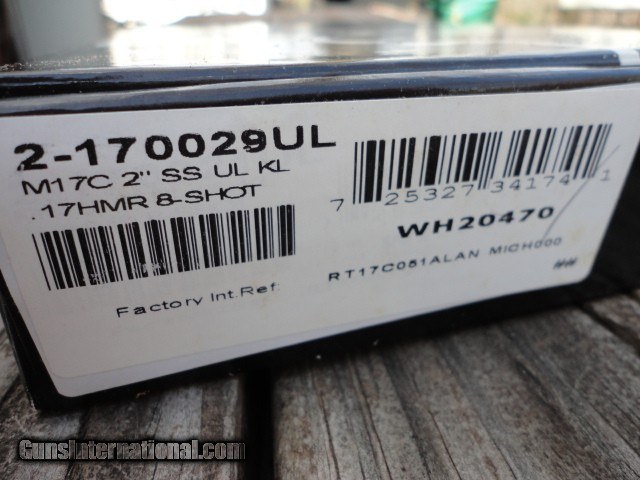 2-170029UL
M17C 2" SS UL KL
.17HMR 8-SHOT
Factory Int.Ref:
7 25327 34174 1
WH20470
RT17C051ALAN MICH000
GunsInternational.com